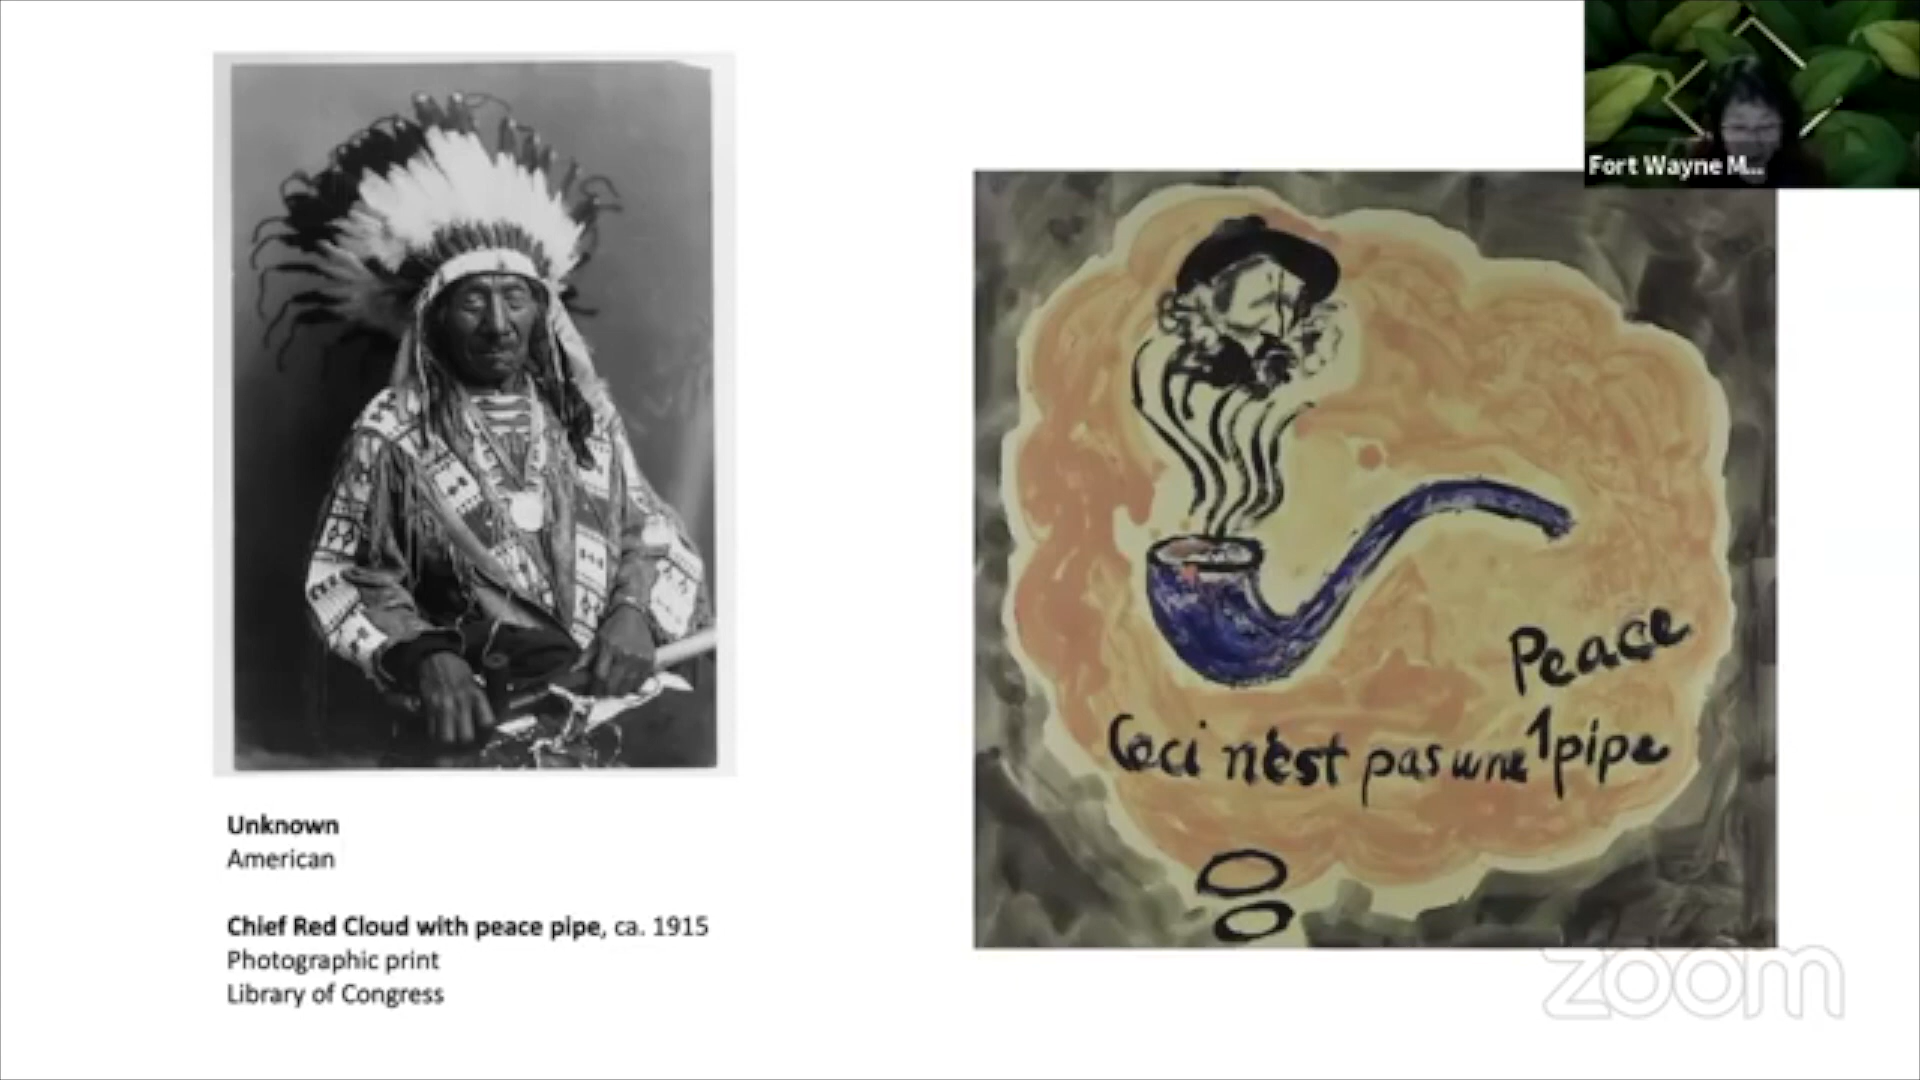 Fort Wayne M...
Peace
Ceci n'est pas une 1 pipe
Unknown
American
Chief Red Cloud with peace pipe, ca. 1915
Photographic print
Library of Congress
zoom